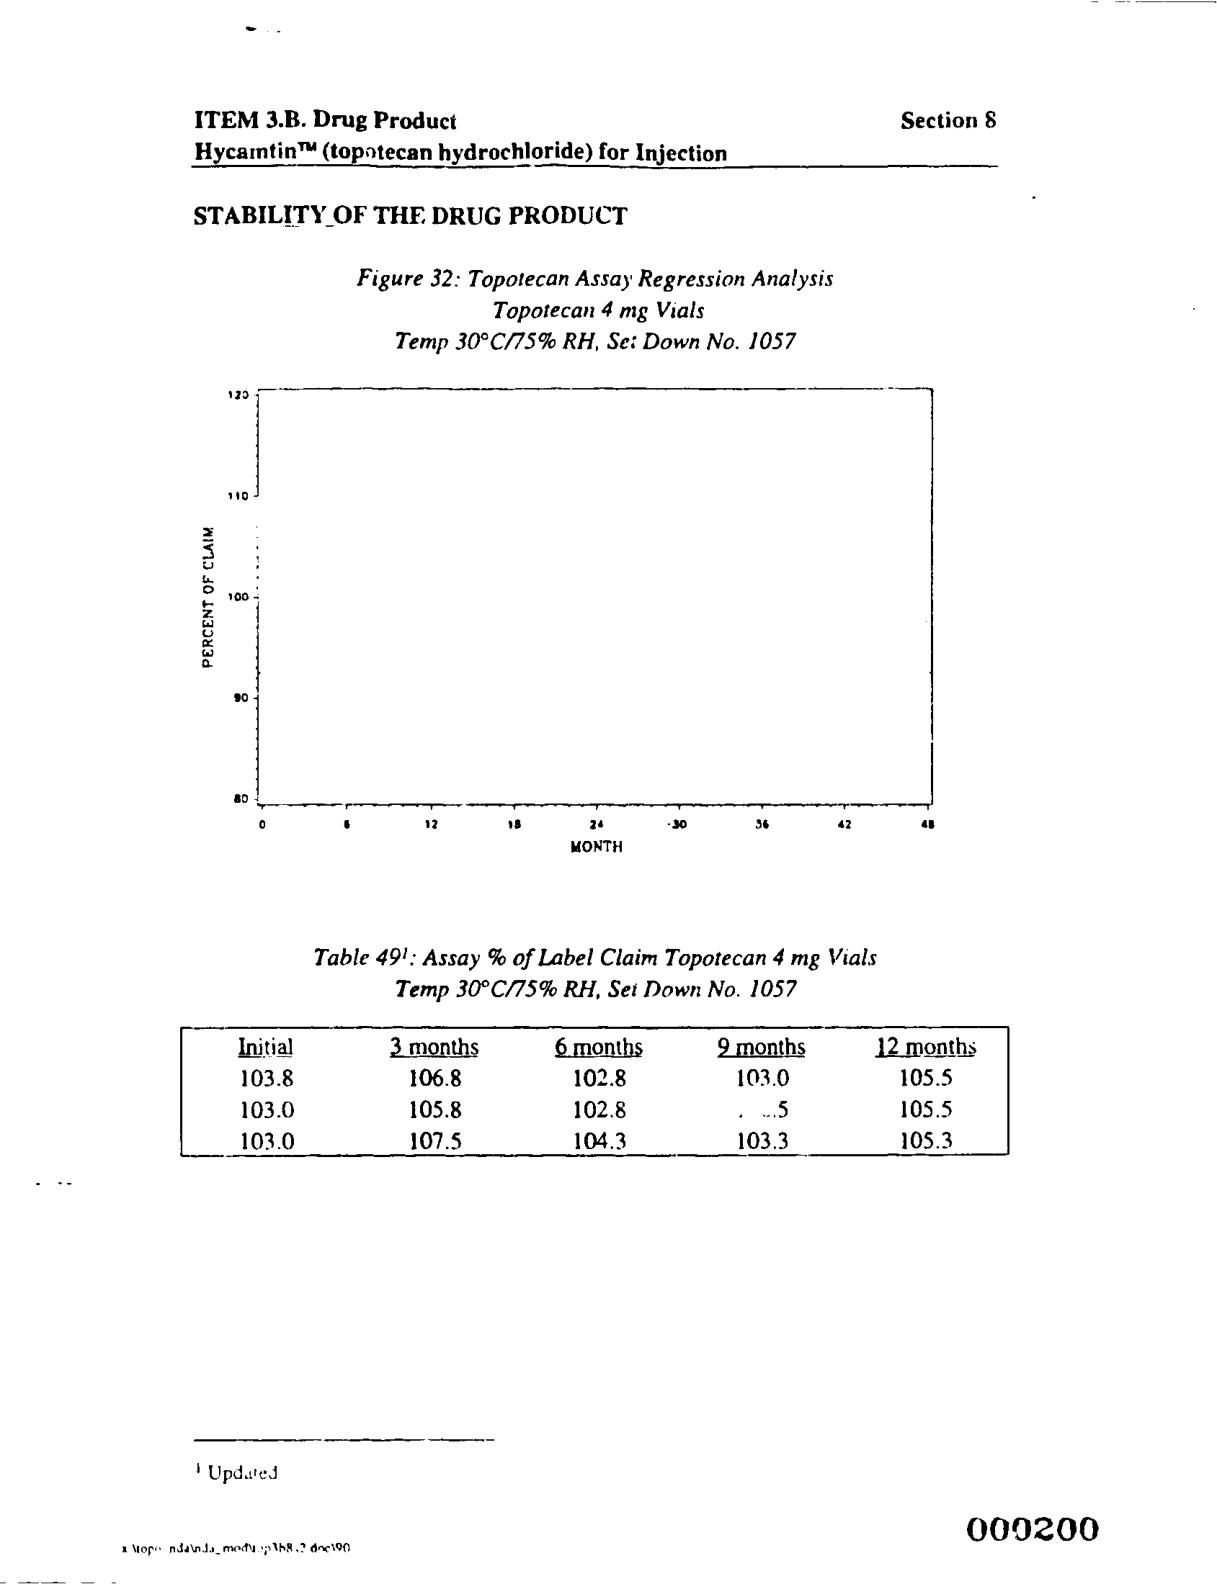 ITEM 3.B. Drug Product Section 8
Hycamtin™ (topotecan hydrochloride) for Injection
STABILITY OF THE DRUG PRODUCT
Figure 32: Topotecan Assay Regression Analysis
Topotecan 4 mg Vials
Temp 30°C/75% RH, Set Down No. 1057
120
110
100
90
80
PERCENT OF CLAIM
0 6 12 18 24 30 36 42 48
MONTH
Table 49¹: Assay % of Label Claim Topotecan 4 mg Vials
Temp 30°C/75% RH, Set Down No. 1057
Initial 3 months 6 months 9 months 12 months
103.8 106.8 102.8 103.0 105.5
103.0 105.8 102.8 105.5
103.0 107.5 104.3 103.3 105.3
¹ Updated
000200